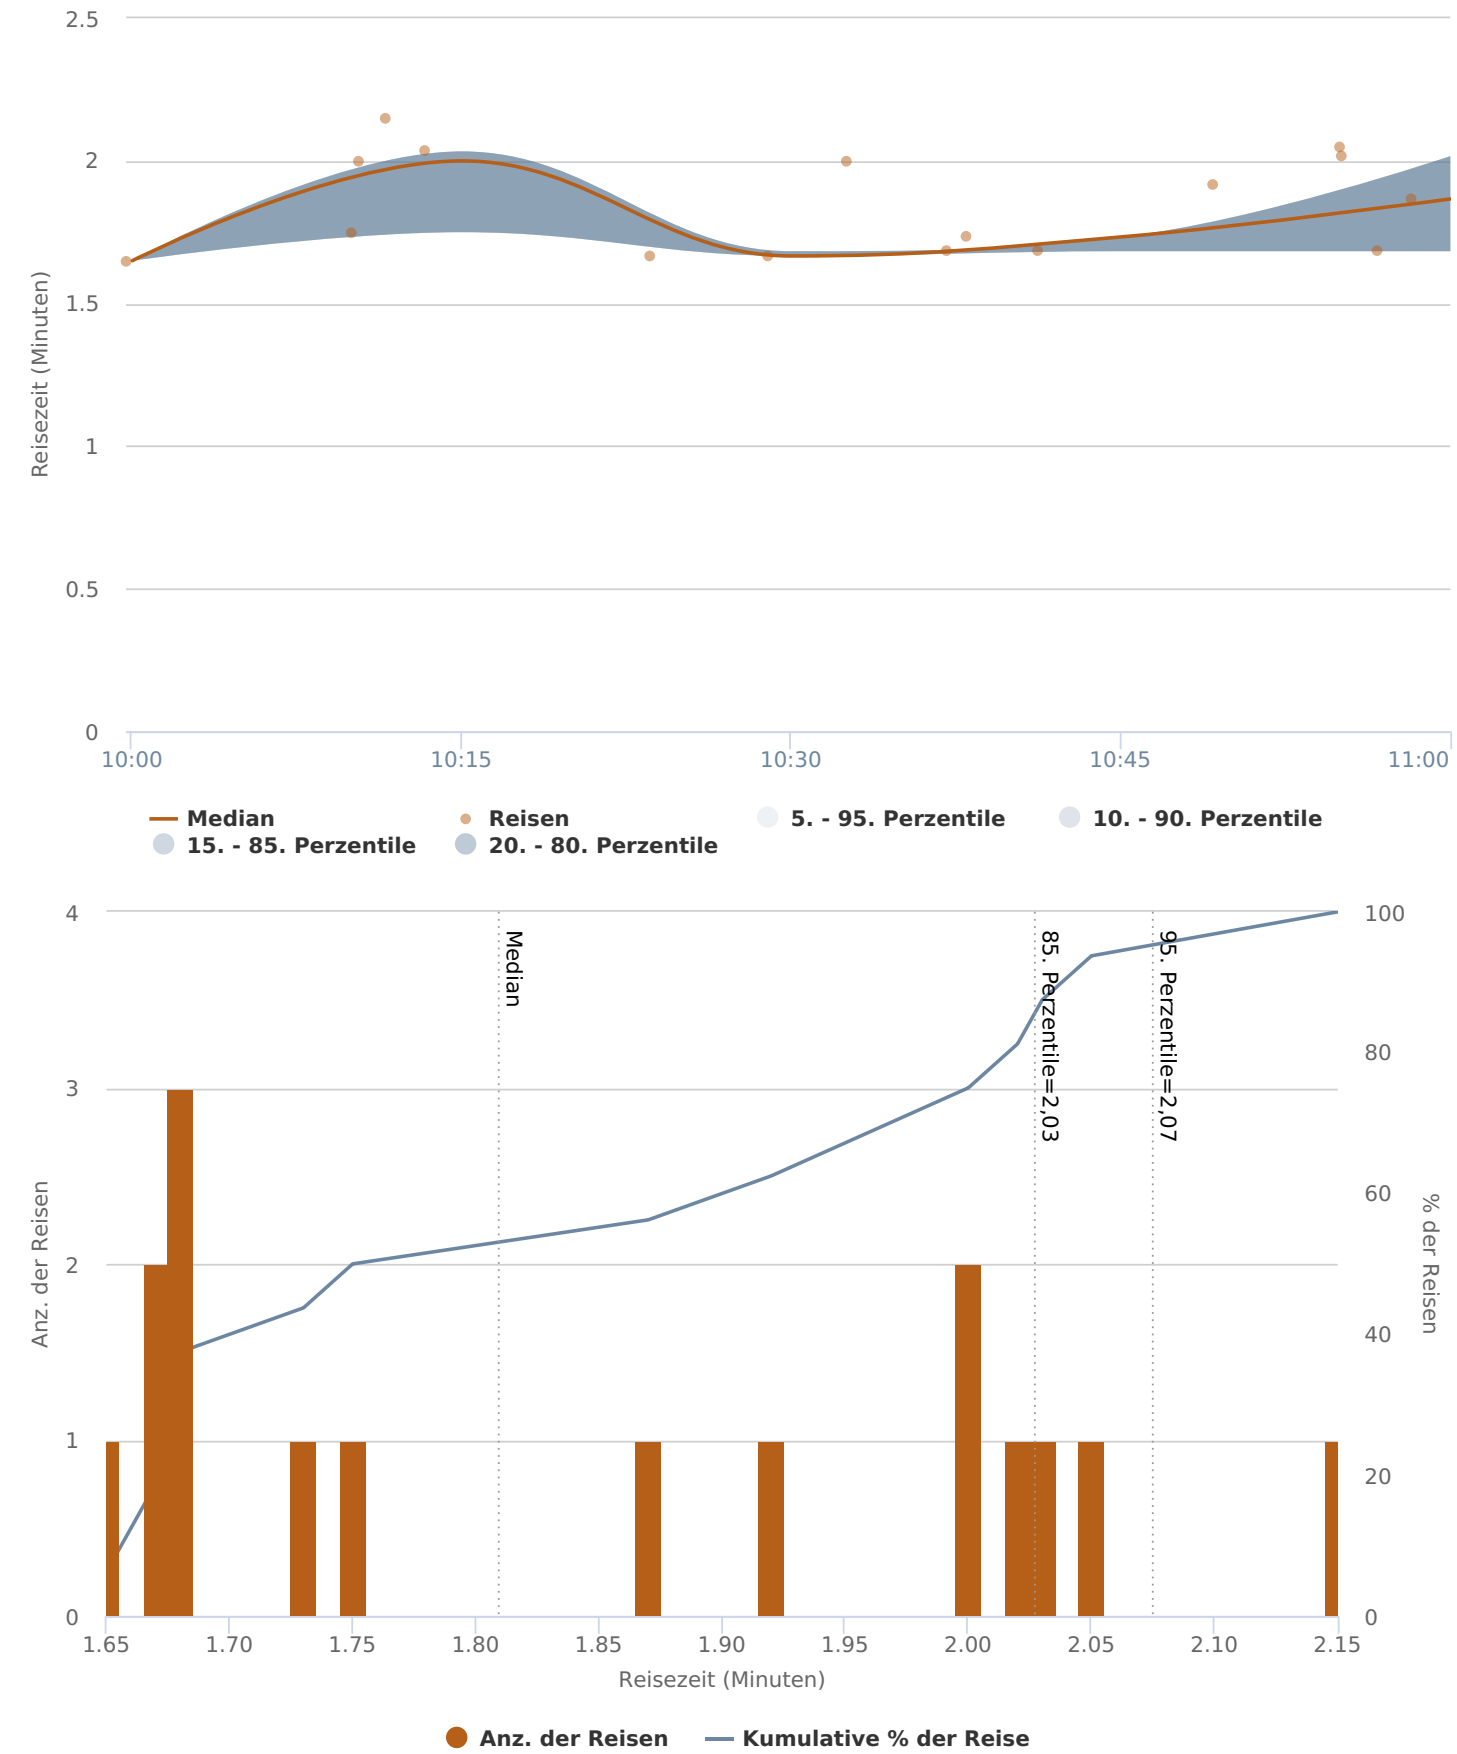 2.5
2
1.5
1
0.5
0
Reisezeit (Minuten)
10:00 10:15 10:30 10:45 11:00
Median Reisen 5. - 95. Perzentile 10. - 90. Perzentile
15. - 85. Perzentile 20. - 80. Perzentile
4
3
2
1
0
Anz. der Reisen
Median
85. Perzentile=2,03
95. Perzentile=2,07
100
80
60
40
20
0
% der Reisen
1.65 1.70 1.75 1.80 1.85 1.90 1.95 2.00 2.05 2.10 2.15
Reisezeit (Minuten)
Anz. der Reisen Kumulative % der Reise